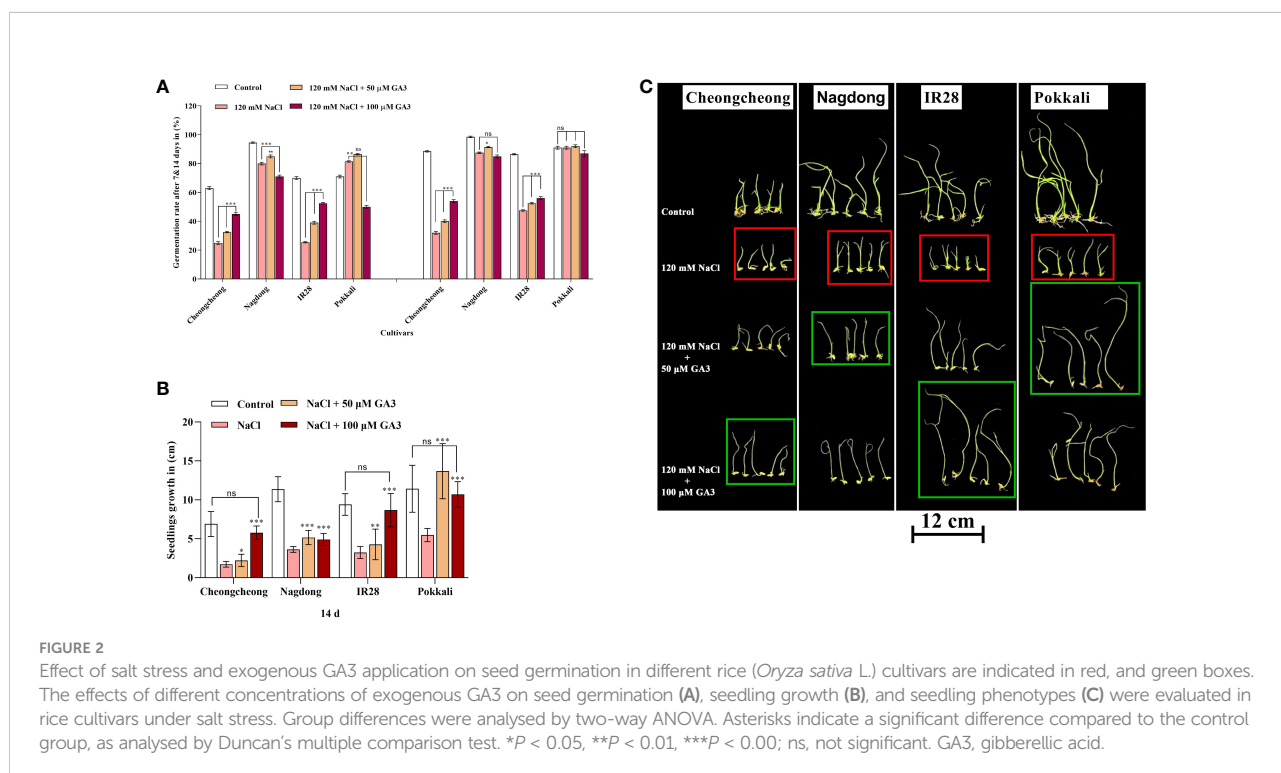 A
Control
120 mM NaCl + 50 μM GA3
120 mM NaCl
120 mM NaCl + 100 μM GA3
Germentation rate after 7&14 days in (%)
100
80
60
40
20
0
***
***
**
***
**
ns
***
ns
*
***
ns
Cheongcheong
Nagdong
IR28
Pokkali
Cheongcheong
Nagdong
IR28
Pokkali
Cultivars
B
Control
NaCl + 50 μM GA3
NaCl
NaCl + 100 μM GA3
Seedlings growth in (cm)
20
15
10
5
0
ns
*
***
***
***
ns
**
***
ns
***
***
Cheongcheong
Nagdong
IR28
Pokkali
14 d
C
Cheongcheong
Nagdong
IR28
Pokkali
Control
120 mM NaCl
120 mM NaCl
+
50 μM GA3
120 mM NaCl
+
100 μM GA3
12 cm
FIGURE 2
Effect of salt stress and exogenous GA3 application on seed germination in different rice (Oryza sativa L.) cultivars are indicated in red, and green boxes.
The effects of different concentrations of exogenous GA3 on seed germination (A), seedling growth (B), and seedling phenotypes (C) were evaluated in
rice cultivars under salt stress. Group differences were analysed by two-way ANOVA. Asterisks indicate a significant difference compared to the control
group, as analysed by Duncan's multiple comparison test. *P < 0.05, **P < 0.01, ***P < 0.00; ns, not significant. GA3, gibberellic acid.